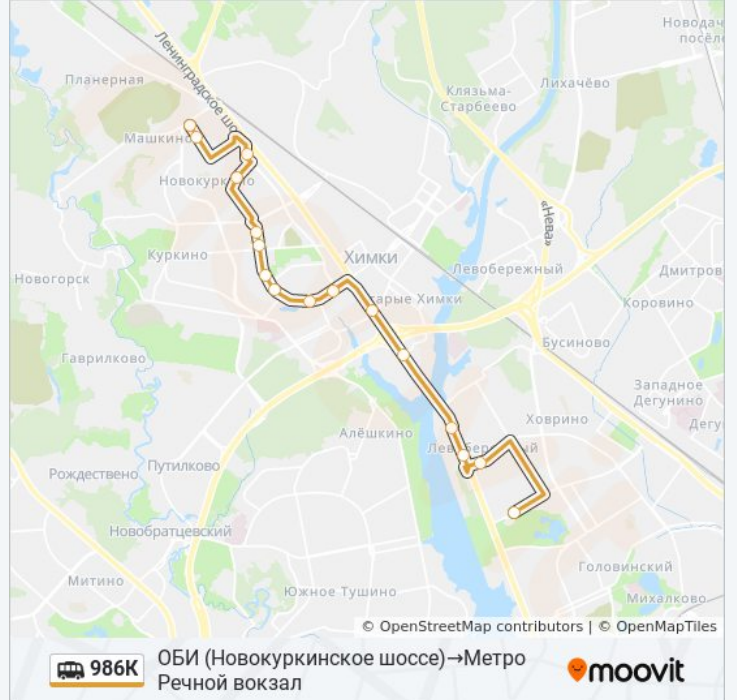 Новодач
посёл
Ленинградское шо
Планерная
Клязьма-
Старбеево
Лихачёво
Машкино
Новокуркино
«Нева»
Куркино
Химки
Левобережный
Дмитров
Новогорск
тарые Химки
Коровино
Бусиново
Гаврилково
Западное
Дегунино
Ховрино
Дегу
Алёшкино
Левобережный
Рождествено
Путилково
Новобратцевский
Головинский
Митино
Южное Тушино
Михалково
© OpenStreetMap contributors | © OpenMapTiles
986К
ОБИ (Новокуркинское шоссе)→Метро
Речной вокзал
moovit